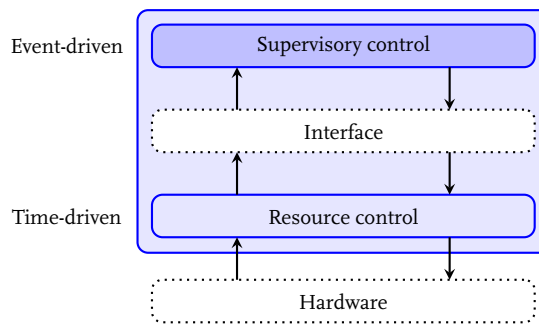 Event-driven
Supervisory control
Interface
Time-driven
Resource control
Hardware